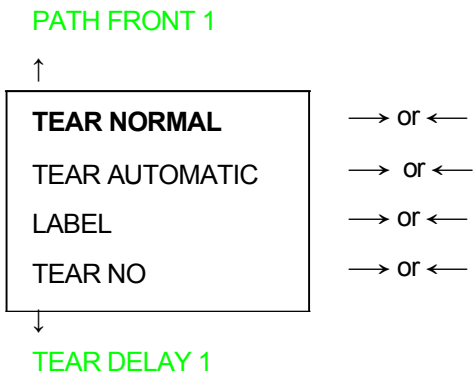 PATH FRONT 1
↑
TEAR NORMAL → or ←
TEAR AUTOMATIC → or ←
LABEL → or ←
TEAR NO → or ←
↓
TEAR DELAY 1